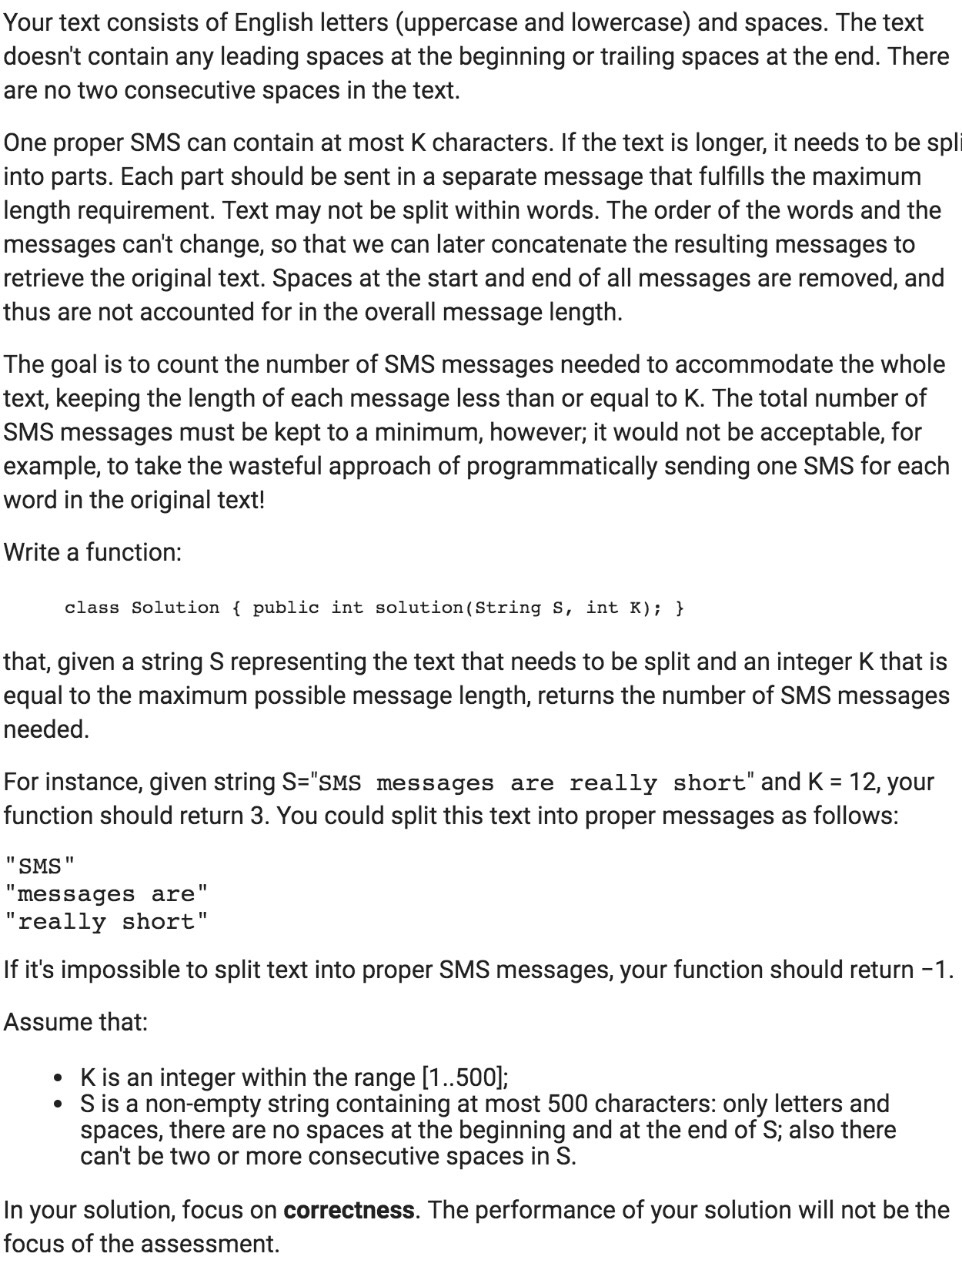 Your text consists of English letters (uppercase and lowercase) and spaces. The text
doesn't contain any leading spaces at the beginning or trailing spaces at the end. There
are no two consecutive spaces in the text.
One proper SMS can contain at most K characters. If the text is longer, it needs to be spli
into parts. Each part should be sent in a separate message that fulfills the maximum
length requirement. Text may not be split within words. The order of the words and the
messages can't change, so that we can later concatenate the resulting messages to
retrieve the original text. Spaces at the start and end of all messages are removed, and
thus are not accounted for in the overall message length.
The goal is to count the number of SMS messages needed to accommodate the whole
text, keeping the length of each message less than or equal to K. The total number of
SMS messages must be kept to a minimum, however; it would not be acceptable, for
example, to take the wasteful approach of programmatically sending one SMS for each
word in the original text!
Write a function:
class Solution { public int solution(String S, int K); }
that, given a string S representing the text that needs to be split and an integer K that is
equal to the maximum possible message length, returns the number of SMS messages
needed.
For instance, given string S="SMS messages are really short" and K = 12, your
function should return 3. You could split this text into proper messages as follows:
"SMS"
"messages are"
"really short"
If it's impossible to split text into proper SMS messages, your function should return −1.
Assume that:
• K is an integer within the range [1..500];
• S is a non-empty string containing at most 500 characters: only letters and
spaces, there are no spaces at the beginning and at the end of S; also there
can't be two or more consecutive spaces in S.
In your solution, focus on correctness. The performance of your solution will not be the
focus of the assessment.